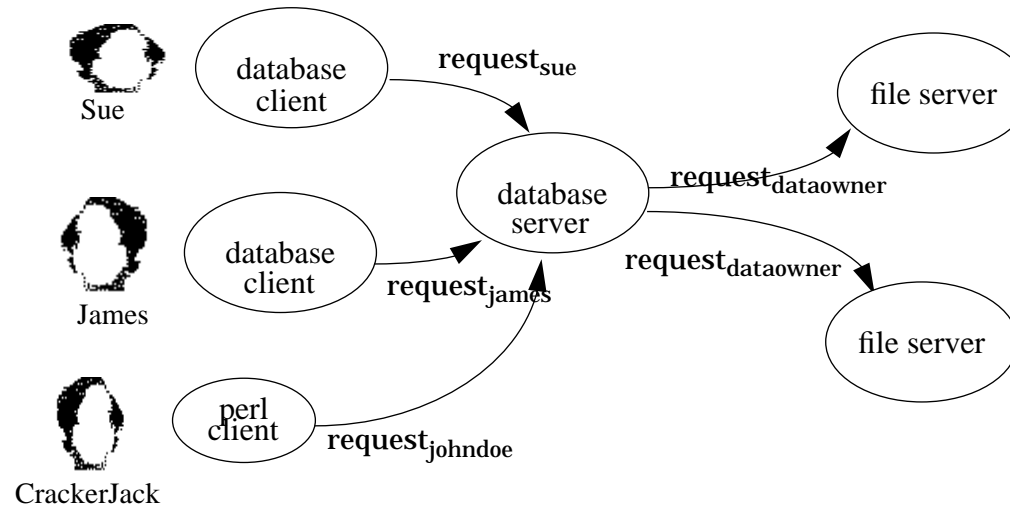 Sue
database
client
request_sue
file server
database
server
request_dataowner
James
database
client
request_james
request_dataowner
file server
CrackerJack
perl
client
request_johndoe